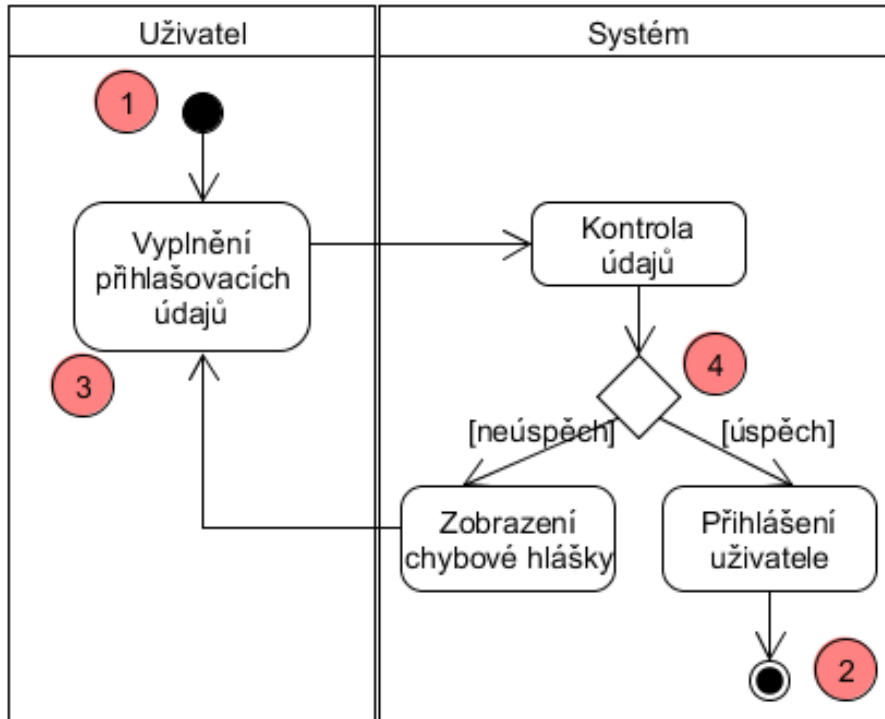 Uživatel
Systém
1
Vyplnění
přihlašovacích
údajů
3
Kontrola
údajů
4
[neúspěch]
[úspěch]
Zobrazení
chybové hlášky
Přihlášení
uživatele
2